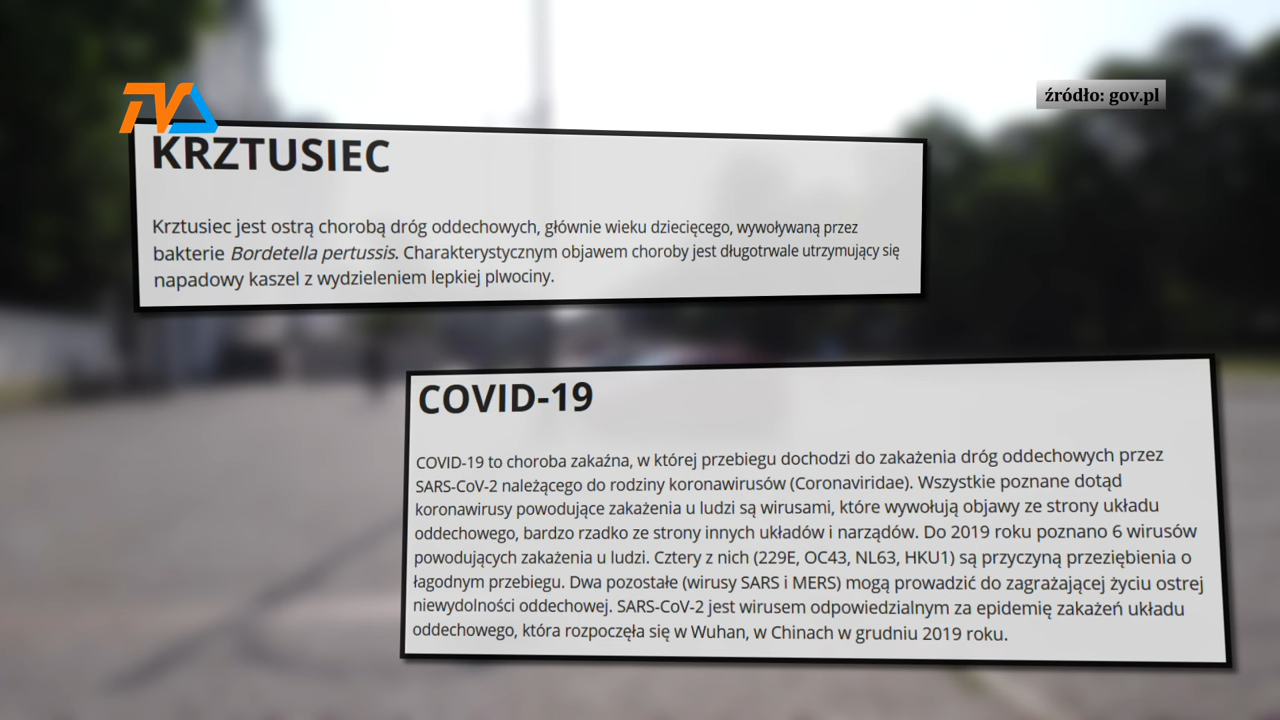 TV
źródło: gov.pl
KRZTUSIEC
Krztusiec jest ostrą chorobą dróg oddechowych, głównie wieku dziecięcego, wywoływaną przez
bakterie Bordetella pertussis. Charakterystycznym objawem choroby jest długotrwale utrzymujący się
napadowy kaszel z wydzieleniem lepkiej plwociny.
COVID-19
COVID-19 to choroba zakaźna, w której przebiegu dochodzi do zakażenia dróg oddechowych przez
SARS-CoV-2 należącego do rodziny koronawirusów (Coronaviridae). Wszystkie poznane dotąd
koronawirusy powodujące zakażenia u ludzi są wirusami, które wywołują objawy ze strony układu
oddechowego, bardzo rzadko ze strony innych układów i narządów. Do 2019 roku poznano 6 wirusów
powodujących zakażenia u ludzi. Cztery z nich (229E, OC43, NL63, HKU1) są przyczyną przeziębienia o
łagodnym przebiegu. Dwa pozostałe (wirusy SARS i MERS) mogą prowadzić do zagrażającej życiu ostrej
niewydolności oddechowej. SARS-CoV-2 jest wirusem odpowiedzialnym za epidemię zakażeń układu
oddechowego, która rozpoczęła się w Wuhan, w Chinach w grudniu 2019 roku.